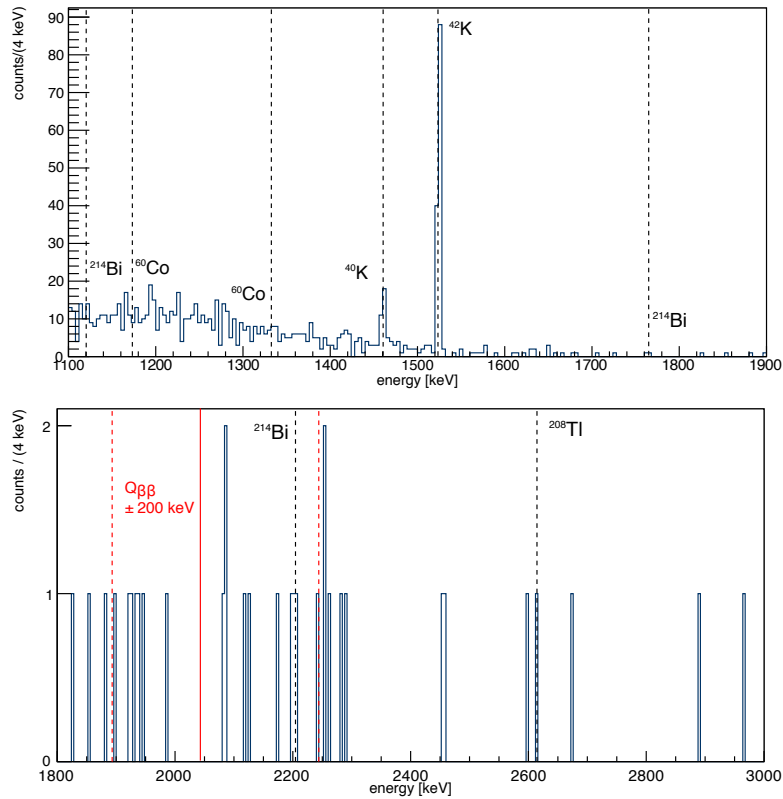 counts/(4 keV)
90
80
70
60
50
40
30
20
10
0
⁴²K
²¹⁴Bi
⁶⁰Co
⁶⁰Co
⁴⁰K
²¹⁴Bi
1100 1200 1300 1400 1500 1600 1700 1800 1900
energy [keV]
counts / (4 keV)
2
1
0
²¹⁴Bi
²⁰⁸Tl
Qββ
± 200 keV
1800 2000 2200 2400 2600 2800 3000
energy [keV]